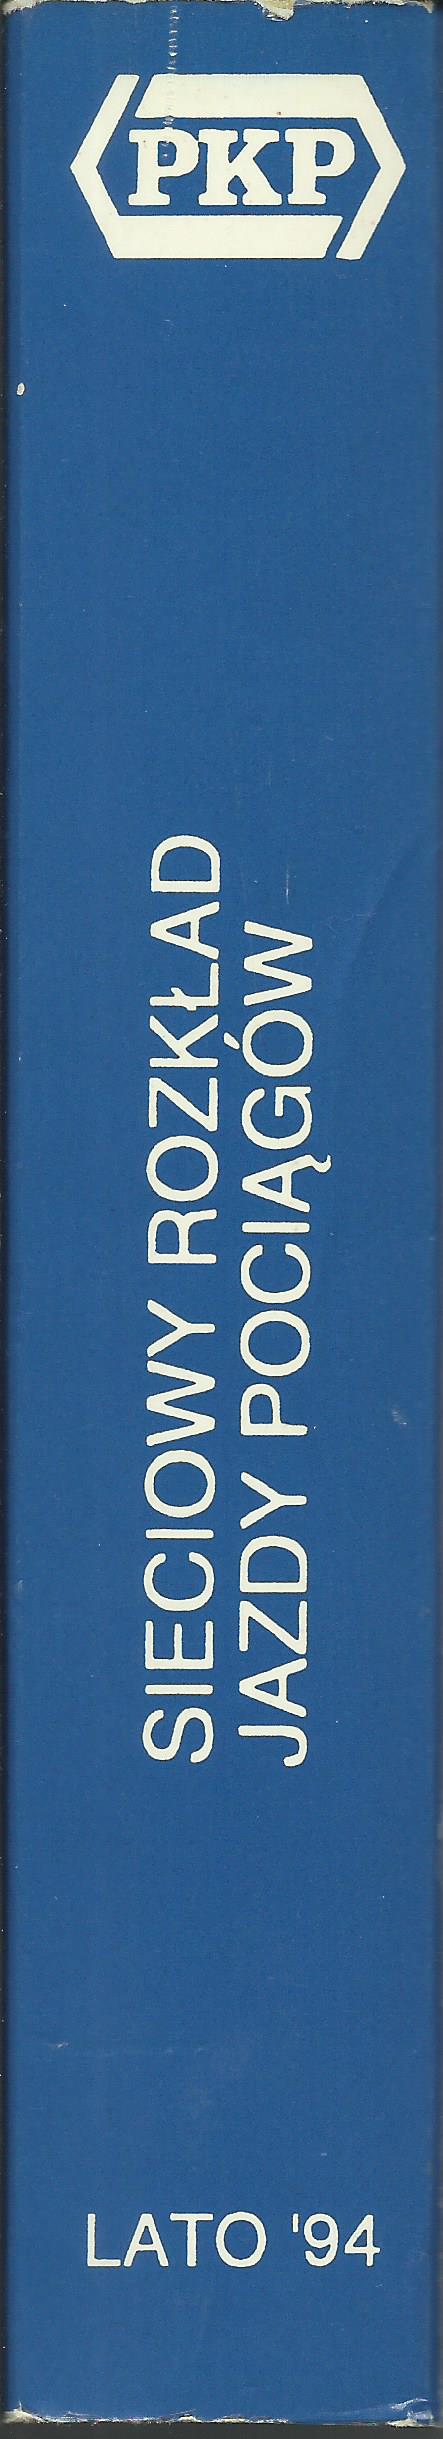 PKP
SIECIOWY ROZKŁAD
JAZDY POCIĄGÓW
LATO '94